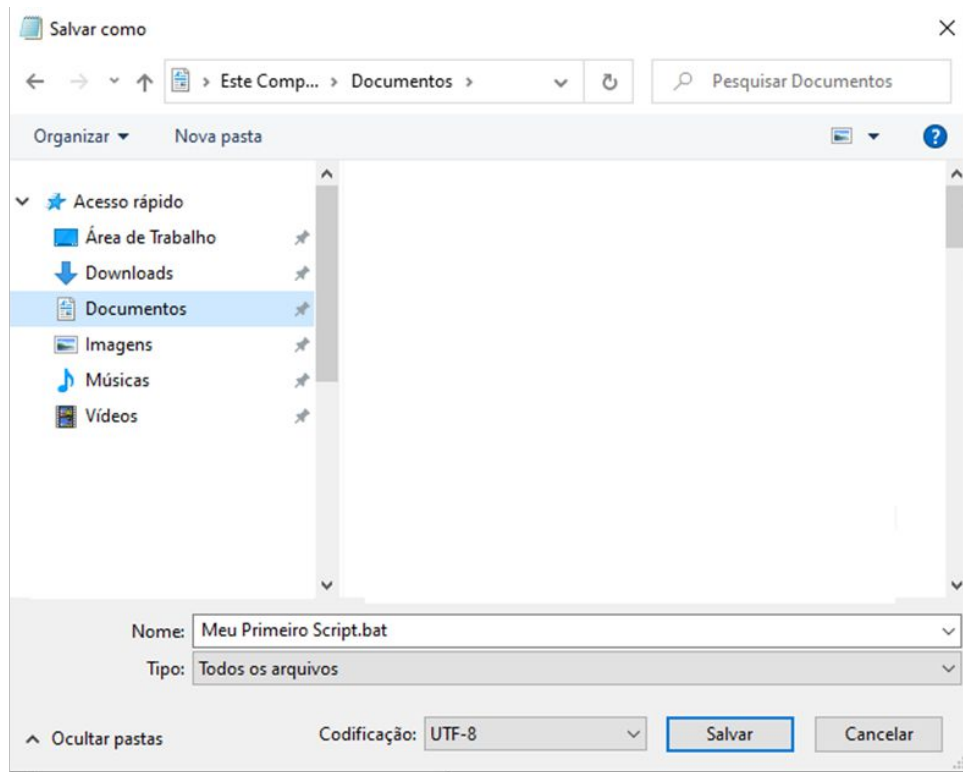 Salvar como
Este Comp... > Documentos >
Pesquisar Documentos
Organizar
Nova pasta
?
Acesso rápido
Área de Trabalho
Downloads
Documentos
Imagens
Músicas
Vídeos
Nome: Meu Primeiro Script.bat
Tipo: Todos os arquivos
Ocultar pastas
Codificação: UTF-8
Salvar
Cancelar